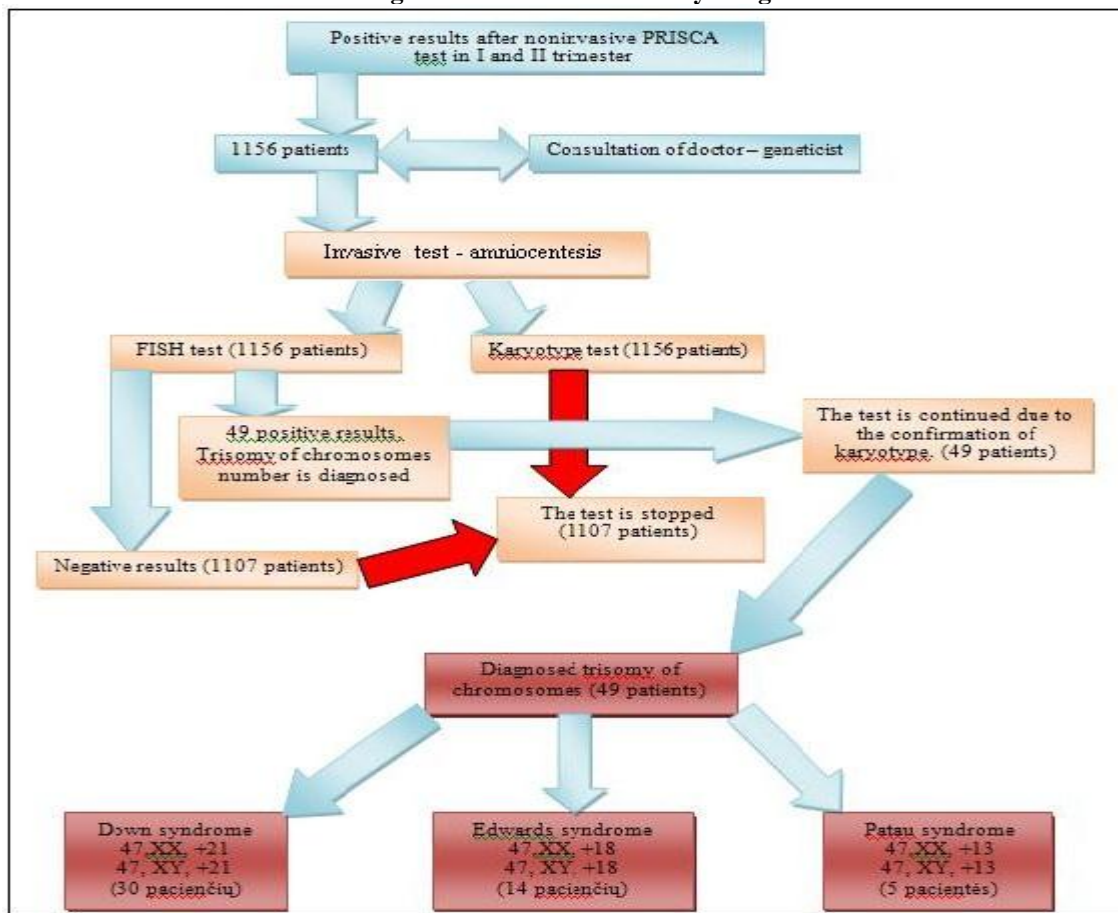 Positive results after noninvasive PRISCA
test in I and II trimester
1156 patients
Consultation of doctor – geneticist
Invasive test - amniocentesis
FISH test (1156 patients)
Karyotype test (1156 patients)
49 positive results.
Trisomy of chromosomes
number is diagnosed
The test is continued due to
the confirmation of
karyotype. (49 patients)
The test is stopped
(1107 patients)
Negative results (1107 patients)
Diagnosed trisomy of
chromosomes (49 patients)
Down syndrome
47,XX, +21
47, XY, +21
(30 pacienčių)
Edwards syndrome
47,XX, +18
47, XY, +18
(14 pacienčių)
Patau syndrome
47,XX, +13
47, XY, +13
(5 pacientės)